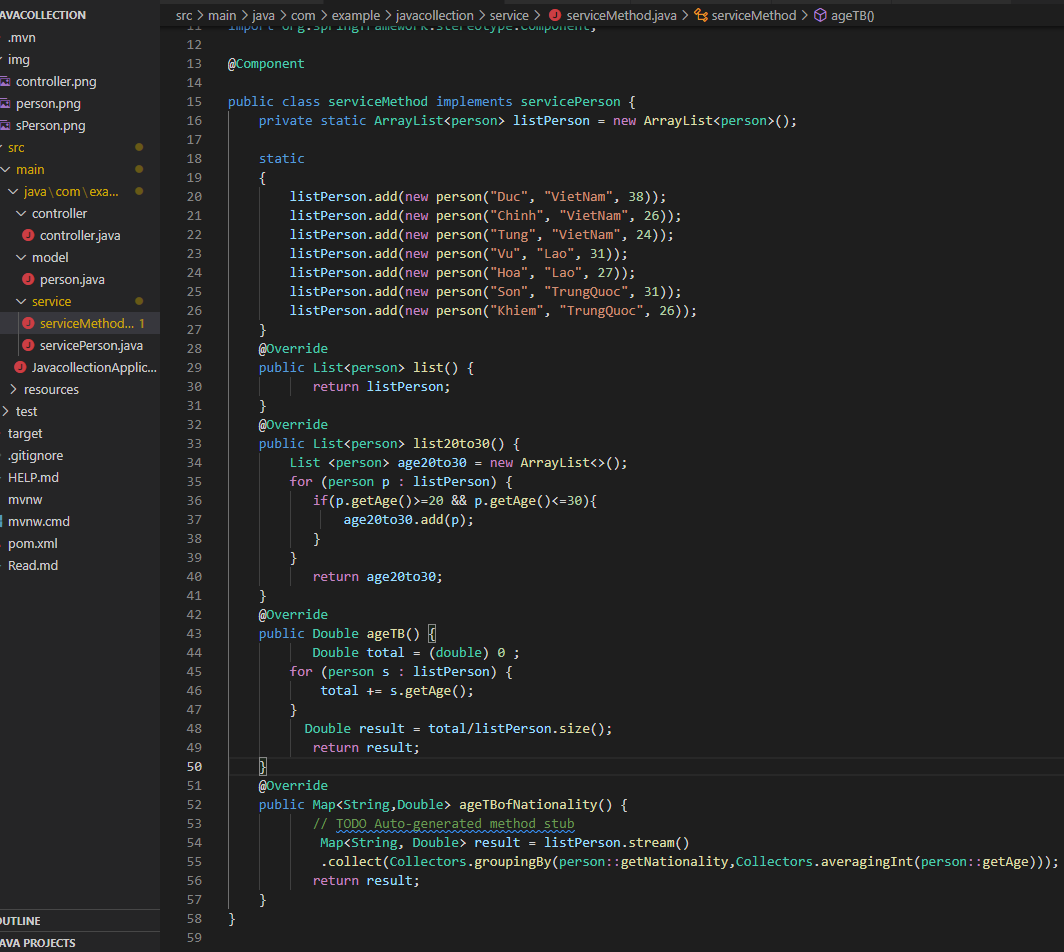 AVACOLLECTION
.mvn
img
controller.png
person.png
sPerson.png
src
main
java\com\exa...
controller
controller.java
model
person.java
service
serviceMethod... 1
servicePerson.java
JavacollectionApplic...
resources
test
target
.gitignore
HELP.md
mvnw
mvnw.cmd
pom.xml
Read.md
OUTLINE
AVA PROJECTS
src > main > java > com > example > javacollection > service > serviceMethod.java > serviceMethod > ageTB()
11 import org.springframework.stereotype.Component;
12
13 @Component
14
15 public class serviceMethod implements servicePerson {
16 private static ArrayList<person> listPerson = new ArrayList<person>();
17
18 static
19 {
20 listPerson.add(new person("Duc", "VietNam", 38));
21 listPerson.add(new person("Chinh", "VietNam", 26));
22 listPerson.add(new person("Tung", "VietNam", 24));
23 listPerson.add(new person("Vu", "Lao", 31));
24 listPerson.add(new person("Hoa", "Lao", 27));
25 listPerson.add(new person("Son", "TrungQuoc", 31));
26 listPerson.add(new person("Khiem", "TrungQuoc", 26));
27 }
28 @Override
29 public List<person> list() {
30 return listPerson;
31 }
32 @Override
33 public List<person> list20to30() {
34 List <person> age20to30 = new ArrayList<>();
35 for (person p : listPerson) {
36 if(p.getAge()>=20 && p.getAge()<=30){
37 age20to30.add(p);
38 }
39 }
40 return age20to30;
41 }
42 @Override
43 public Double ageTB() {
44 Double total = (double) 0 ;
45 for (person s : listPerson) {
46 total += s.getAge();
47 }
48 Double result = total/listPerson.size();
49 return result;
50 }
51 @Override
52 public Map<String,Double> ageTBofNationality() {
53 // TODO Auto-generated method stub
54 Map<String, Double> result = listPerson.stream()
55 .collect(Collectors.groupingBy(person::getNationality,Collectors.averagingInt(person::getAge)));
56 return result;
57 }
58 }
59